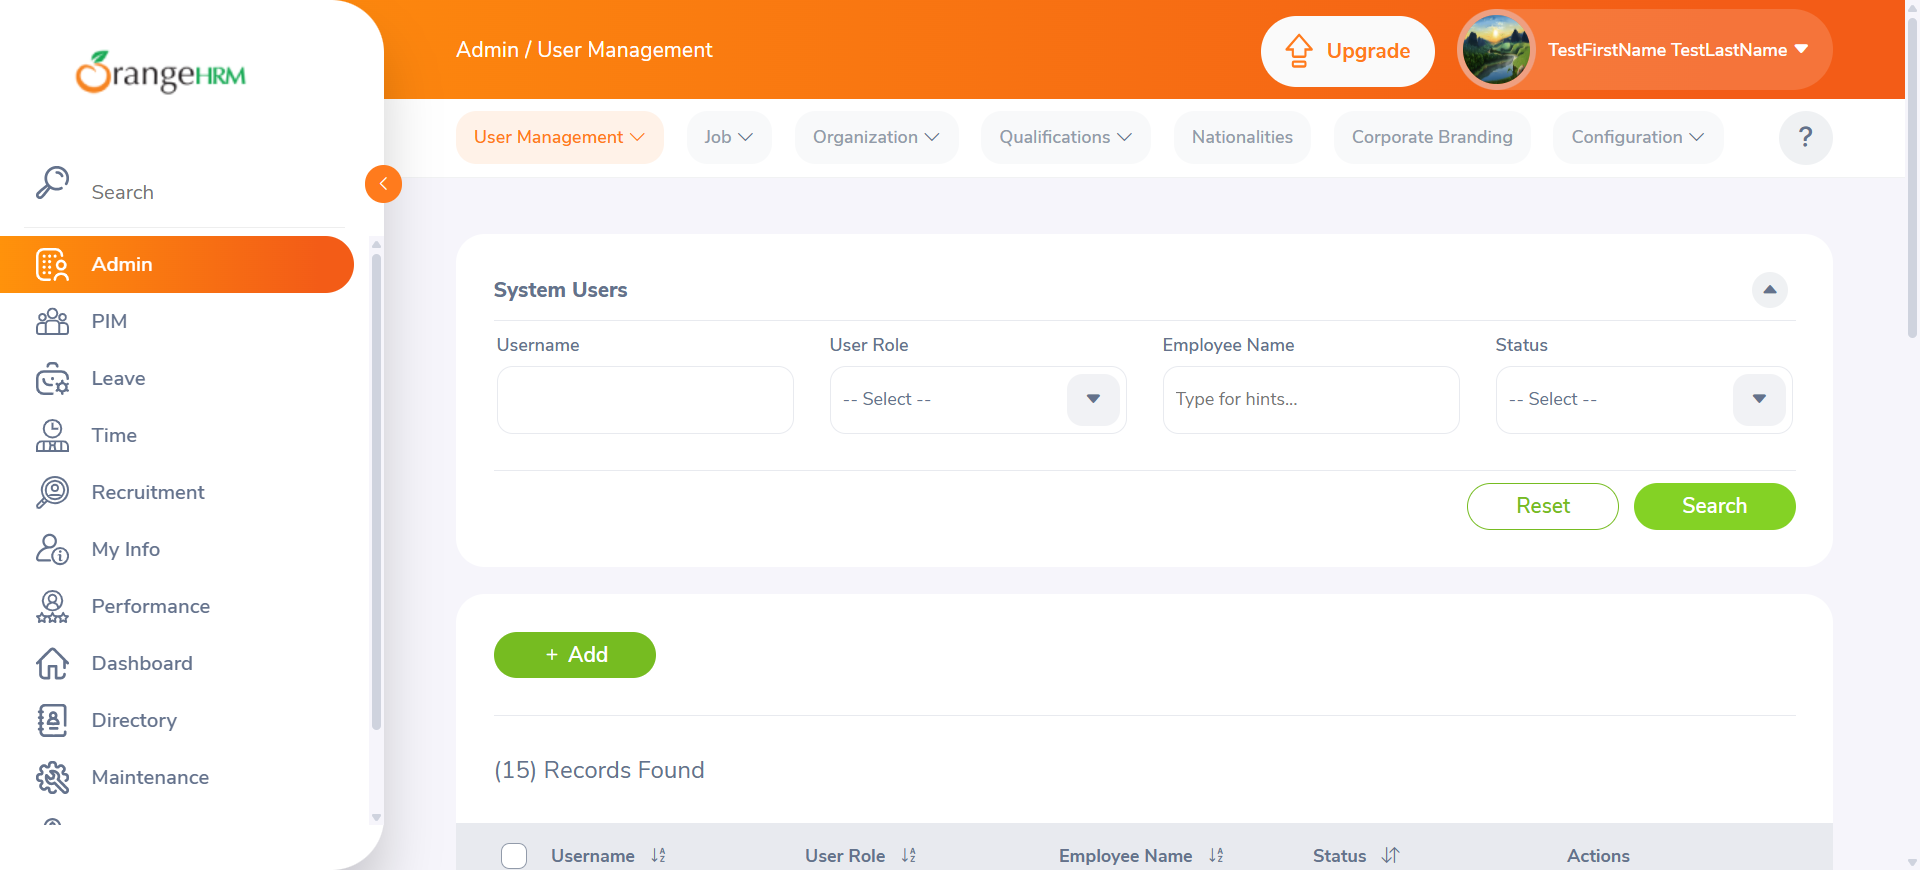 OrangeHRM
Search
Admin
PIM
Leave
Time
Recruitment
My Info
Performance
Dashboard
Directory
Maintenance
Admin / User Management
Upgrade
TestFirstName TestLastName
User Management
Job
Organization
Qualifications
Nationalities
Corporate Branding
Configuration
?
System Users
Username
User Role
Employee Name
Status
-- Select --
Type for hints...
-- Select --
Reset
Search
+ Add
(15) Records Found
Username
User Role
Employee Name
Status
Actions